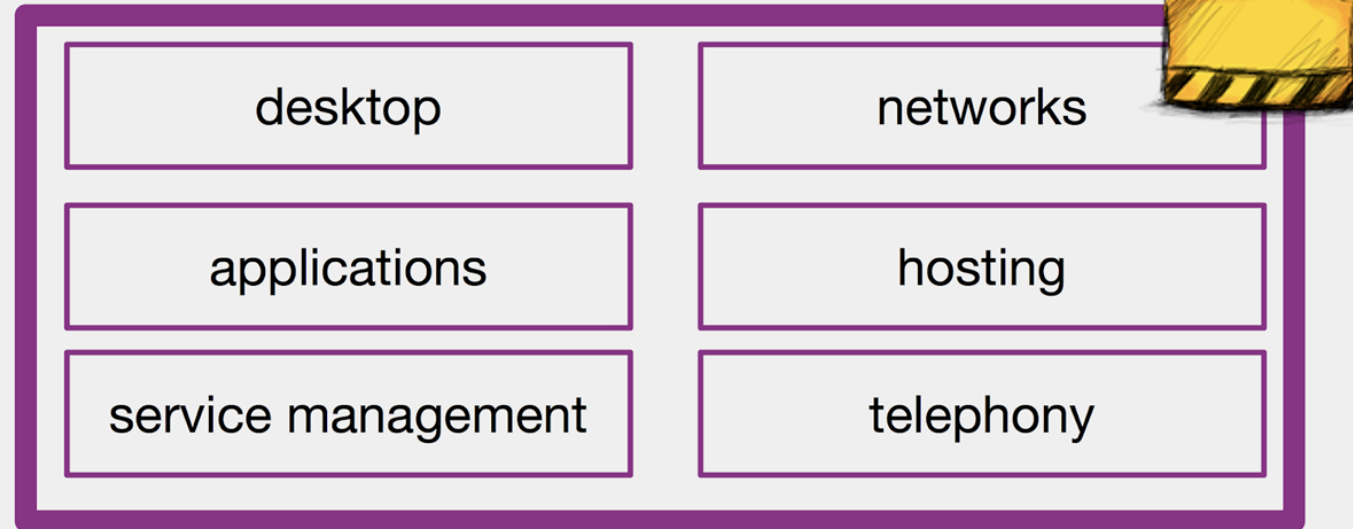 desktop
networks
applications
hosting
service management
telephony